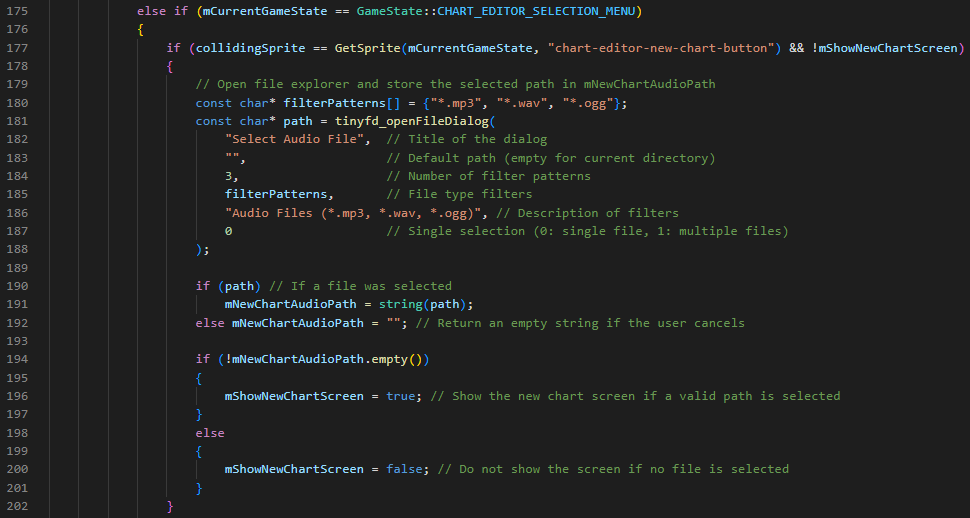 175 else if (mCurrentGameState == GameState::CHART_EDITOR_SELECTION_MENU)
176 {
177 if (collidingSprite == GetSprite(mCurrentGameState, "chart-editor-new-chart-button") && !mShowNewChartScreen)
178 {
179 // Open file explorer and store the selected path in mNewChartAudioPath
180 const char* filterPatterns[] = {"*.mp3", "*.wav", "*.ogg"};
181 const char* path = tinyfd_openFileDialog(
182 "Select Audio File", // Title of the dialog
183 "", // Default path (empty for current directory)
184 3, // Number of filter patterns
185 filterPatterns, // File type filters
186 "Audio Files (*.mp3, *.wav, *.ogg)", // Description of filters
187 0 // Single selection (0: single file, 1: multiple files)
188 );
189
190 if (path) // If a file was selected
191 mNewChartAudioPath = string(path);
192 else mNewChartAudioPath = ""; // Return an empty string if the user cancels
193
194 if (!mNewChartAudioPath.empty())
195 {
196 mShowNewChartScreen = true; // Show the new chart screen if a valid path is selected
197 }
198 else
199 {
200 mShowNewChartScreen = false; // Do not show the screen if no file is selected
201 }
202 }